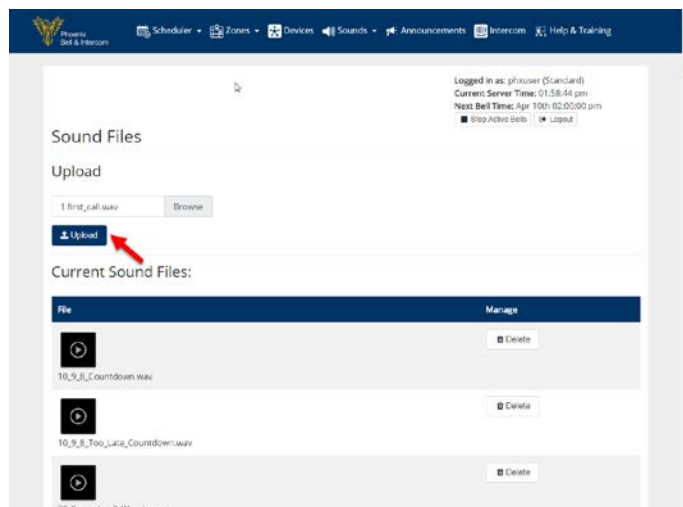 Phoenix
Bell & Intercom
Scheduler Zones Devices Sounds Announcements Intercom Help & Training
Logged in as: phxuser (Standard)
Current Server Time: 01:58:44 pm
Next Bell Time: Apr 10th 02:00:00 pm
Stop Active Bells Logout
Sound Files
Upload
1 first_call.wav Browse
Upload
Current Sound Files:
File Manage
Delete
10_9_8_Countdown.wav
Delete
10_9_8_Too_Late_Countdown.wav
Delete